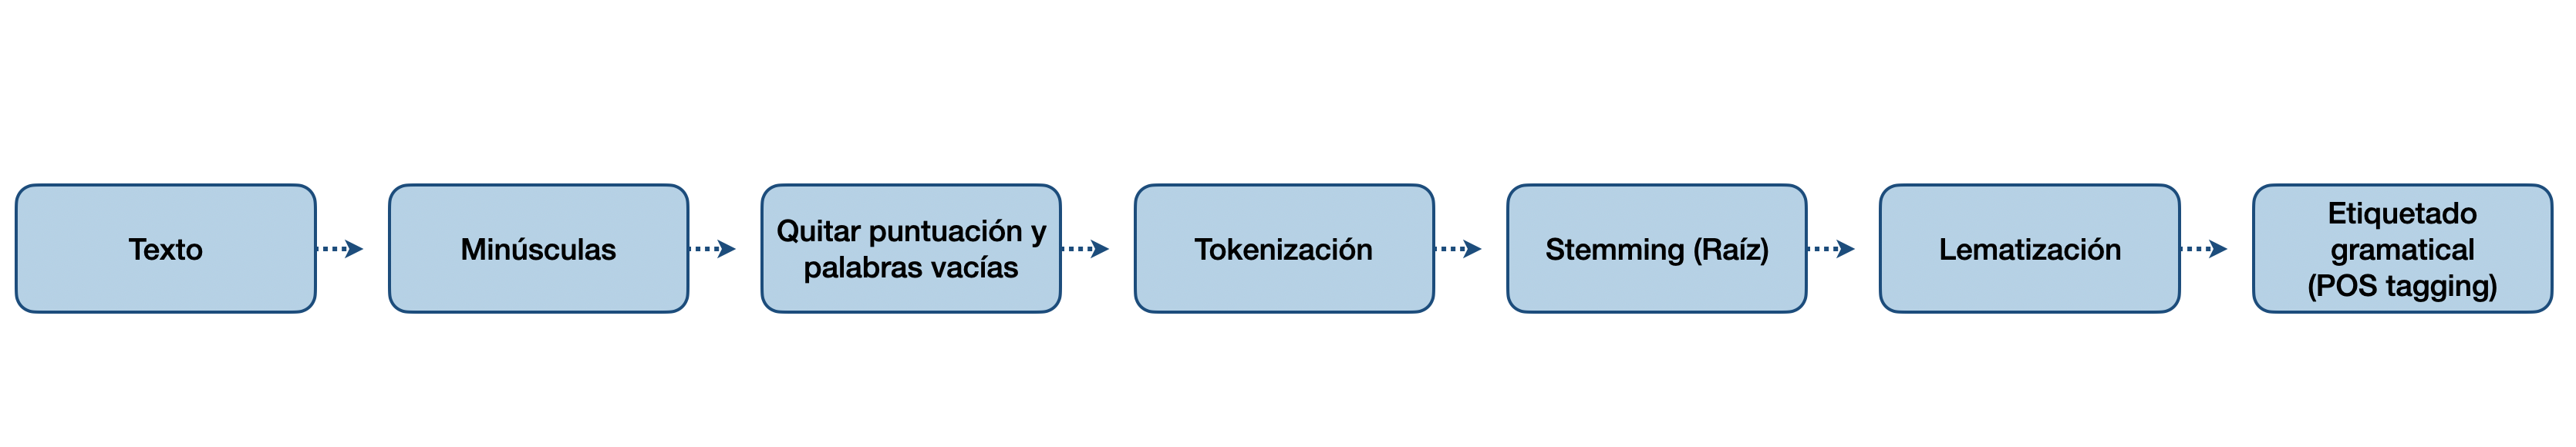 Texto
Minúsculas
Quitar puntuación y
palabras vacías
Tokenización
Stemming (Raíz)
Lematización
Etiquetado
gramatical
(POS tagging)